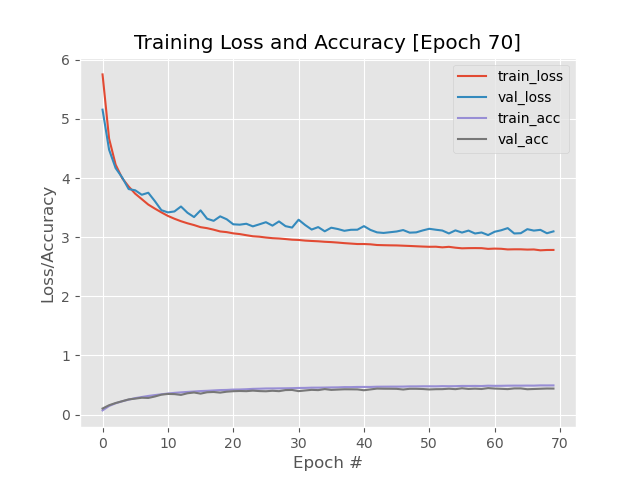 Training Loss and Accuracy [Epoch 70]
train_loss
val_loss
train_acc
val_acc
Loss/Accuracy
6
5
4
3
2
1
0
0 10 20 30 40 50 60 70
Epoch #